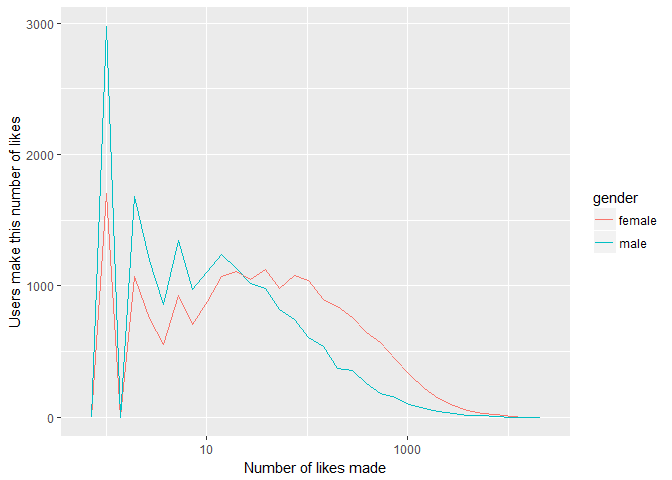 3000
2000
1000
0
Users make this number of likes
10
1000
Number of likes made
gender
female
male